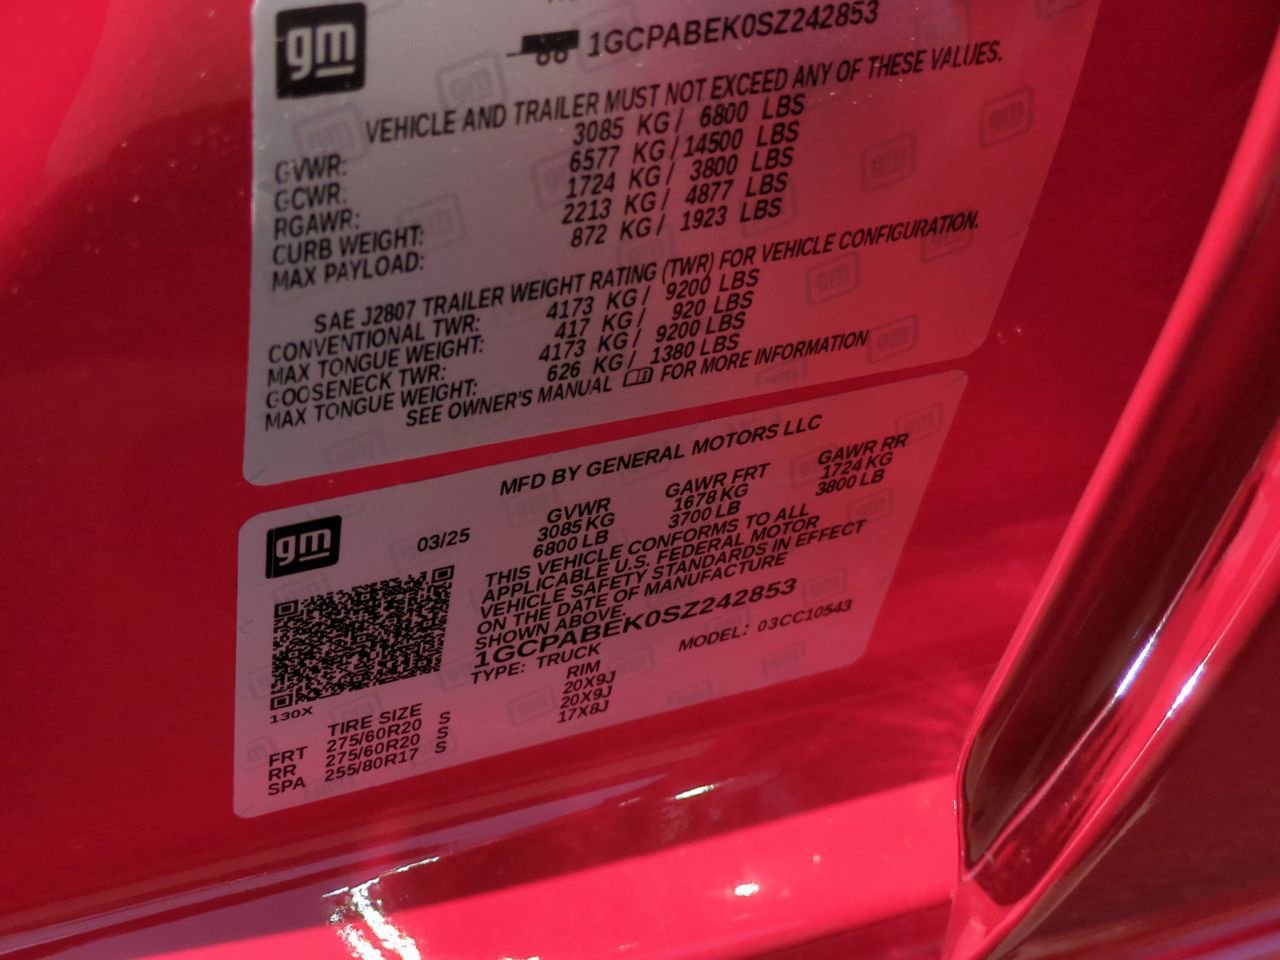 gm
1GCPABEK0SZ242853
VEHICLE AND TRAILER MUST NOT EXCEED ANY OF THESE VALUES.
GVWR: 3085 KG / 6800 LBS
GCWR: 6577 KG / 14500 LBS
RGAWR: 1724 KG / 3800 LBS
CURB WEIGHT: 2213 KG / 4877 LBS
MAX PAYLOAD: 872 KG / 1923 LBS
SAE J2807 TRAILER WEIGHT RATING (TWR) FOR VEHICLE CONFIGURATION.
CONVENTIONAL TWR: 4173 KG / 9200 LBS
MAX TONGUE WEIGHT: 417 KG / 920 LBS
GOOSENECK TWR: 4173 KG / 9200 LBS
MAX TONGUE WEIGHT: 626 KG / 1380 LBS
SEE OWNER'S MANUAL FOR MORE INFORMATION
MFD BY GENERAL MOTORS LLC
gm
03/25
GVWR GAWR FRT GAWR RR
3085 KG 1678 KG 1724 KG
6800 LB 3700 LB 3800 LB
THIS VEHICLE CONFORMS TO ALL
APPLICABLE U.S. FEDERAL MOTOR
VEHICLE SAFETY STANDARDS IN EFFECT
ON THE DATE OF MANUFACTURE
SHOWN ABOVE.
1GCPABEK0SZ242853
TYPE: TRUCK MODEL: 03CC10543
130X
TIRE SIZE RIM
FRT 275/60R20 S 20X9J
RR 275/60R20 S 20X9J
SPA 255/80R17 S 17X8J